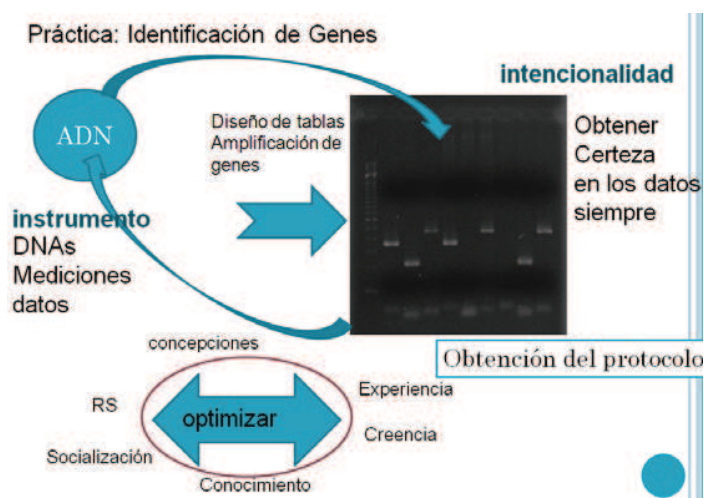 Práctica: Identificación de Genes
intencionalidad
ADN
Diseño de tablas
Amplificación de
genes
Obtener
Certeza
en los datos
siempre
instrumento
DNAs
Mediciones
datos
concepciones
Obtención del protocolo
RS
optimizar
Experiencia
Creencia
Socialización
Conocimiento